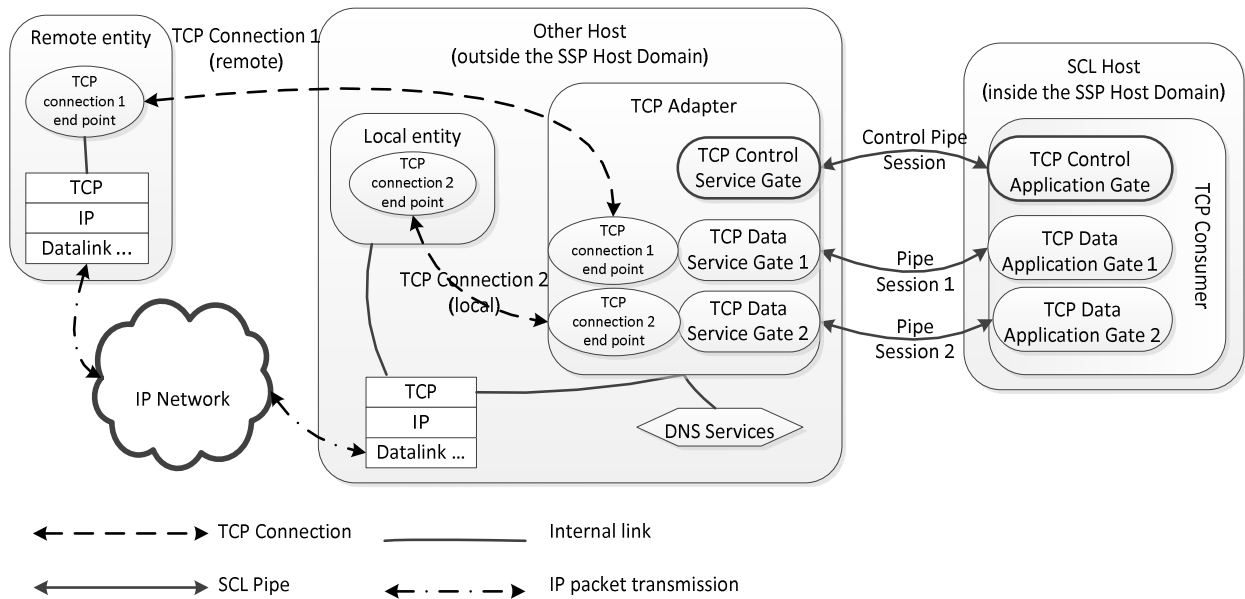 Remote entity
TCP
connection 1
end point
TCP
IP
Datalink ...
TCP Connection 1
(remote)
IP Network
Other Host
(outside the SSP Host Domain)
Local entity
TCP
connection 2
end point
TCP Connection 2
(local)
TCP
IP
Datalink ...
TCP Adapter
TCP Control
Service Gate
TCP
connection 1
end point
TCP Data
Service Gate 1
TCP
connection 2
end point
TCP Data
Service Gate 2
DNS Services
Control Pipe
Session
Pipe
Session 1
Pipe
Session 2
SCL Host
(inside the SSP Host Domain)
TCP Control
Application Gate
TCP Data
Application Gate 1
TCP Data
Application Gate 2
TCP Consumer
TCP Connection
Internal link
SCL Pipe
IP packet transmission